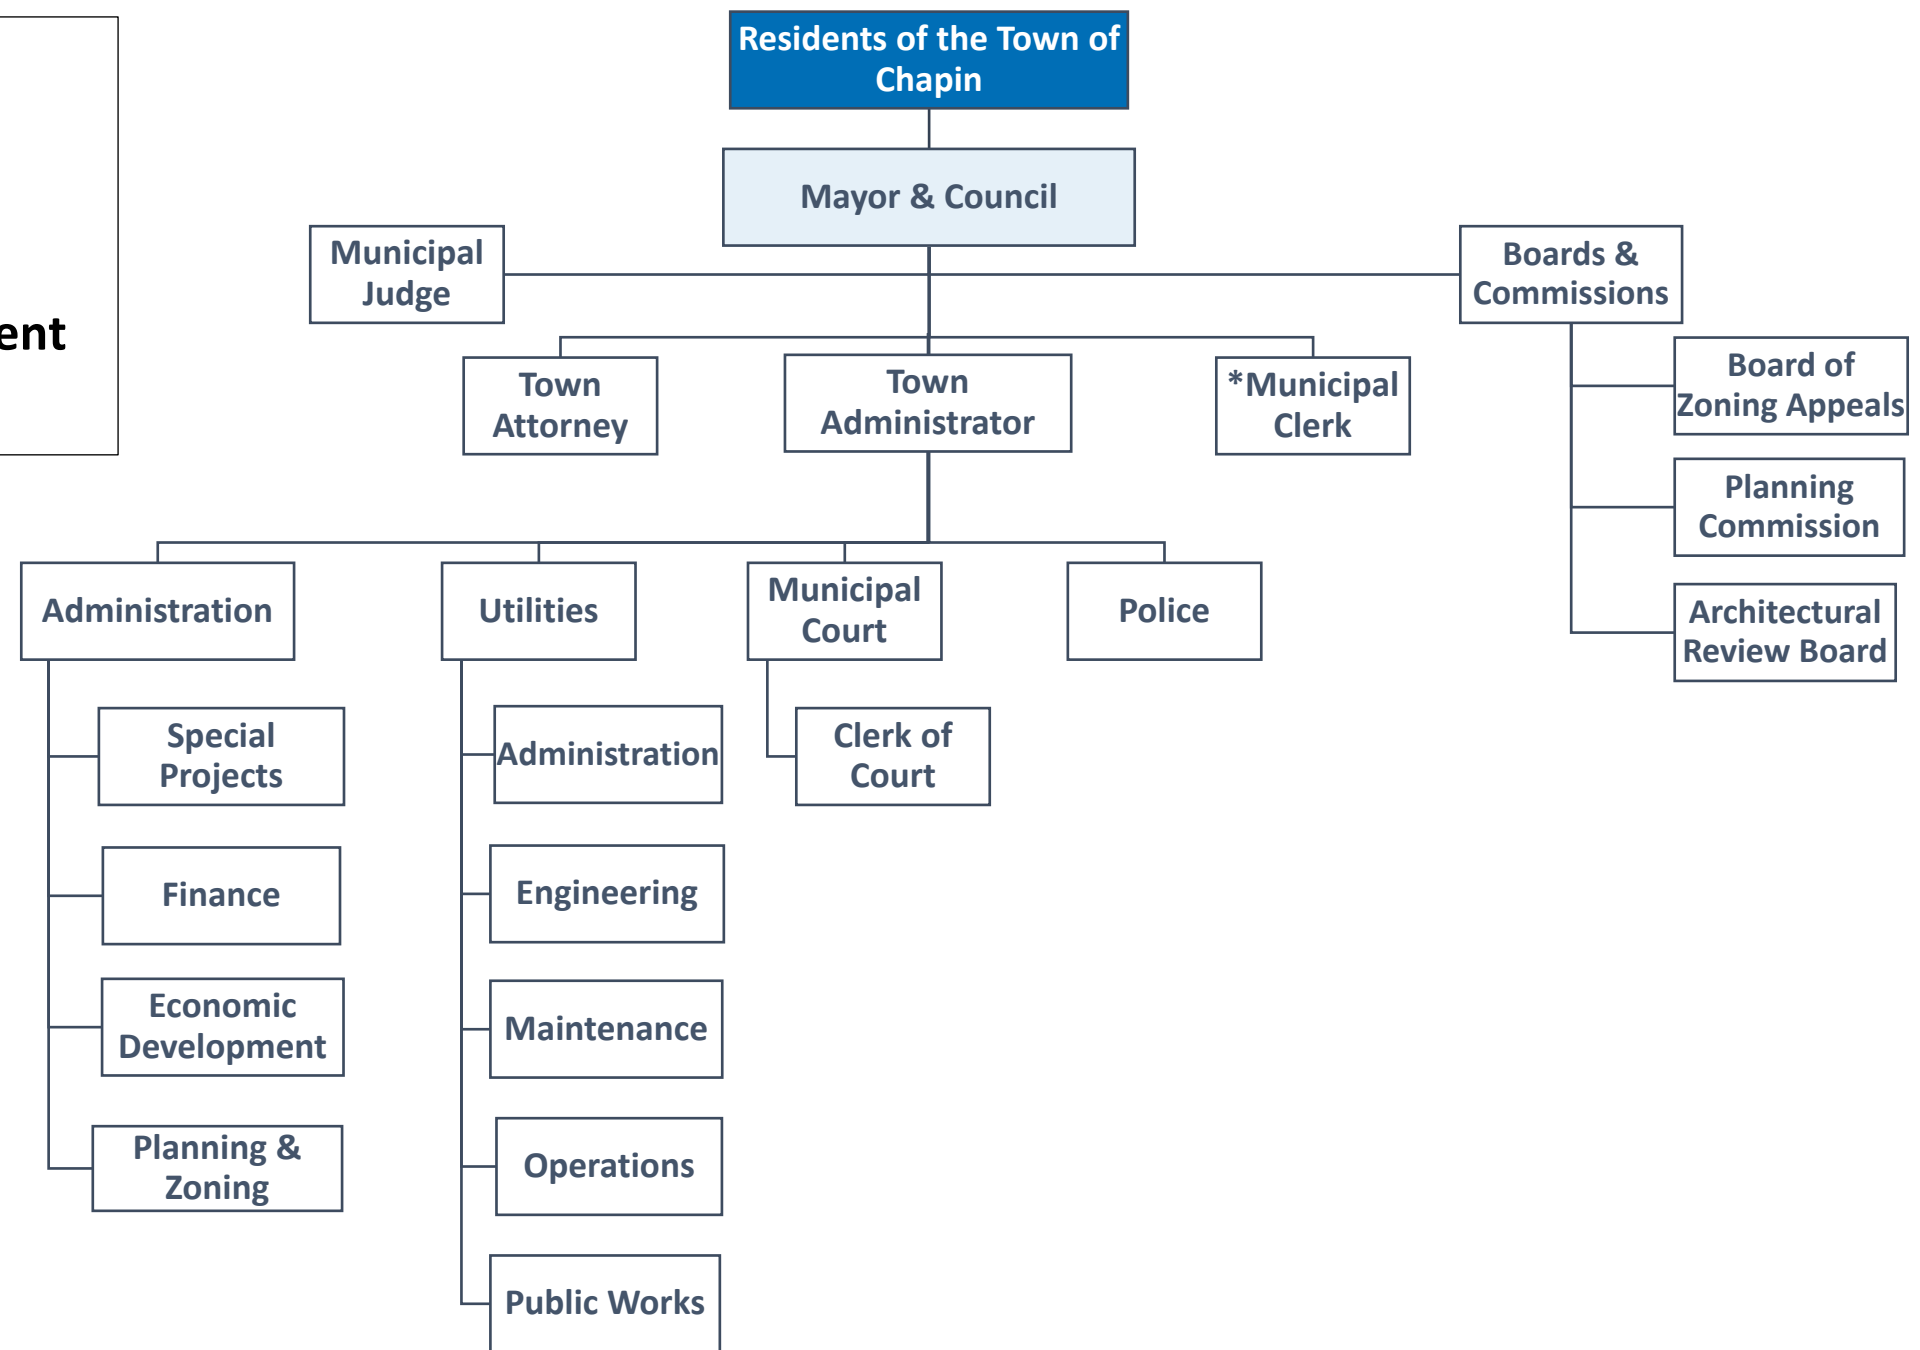 Residents of the Town of
Chapin
Mayor & Council
Municipal
Judge
Boards &
Commissions
ent
Town
Attorney
Town
Administrator
*Municipal
Clerk
Board of
Zoning Appeals
Planning
Commission
Architectural
Review Board
Administration
Utilities
Municipal
Court
Police
Special
Projects
Finance
Economic
Development
Planning &
Zoning
Administration
Engineering
Maintenance
Operations
Public Works
Clerk of
Court